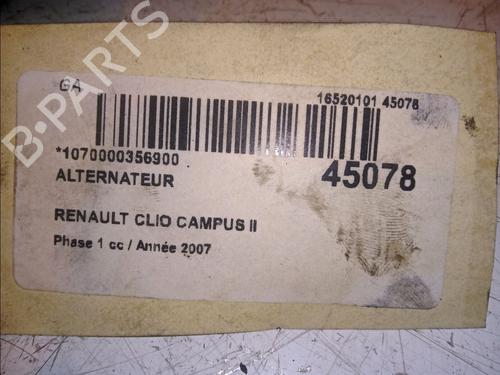 GA
16520101 45078
*1070000356900
45078
ALTERNATEUR
RENAULT CLIO CAMPUS II
Phase 1 cc / Année 2007
B-PARTS